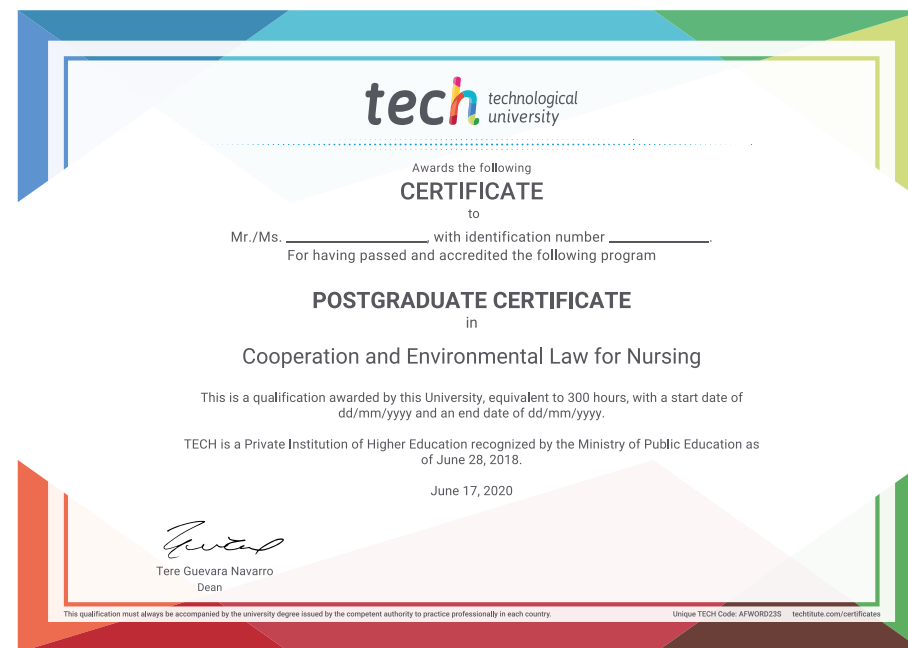 tech technological
university
Awards the following
CERTIFICATE
to
Mr./Ms. ____________, with identification number ____________.
For having passed and accredited the following program
POSTGRADUATE CERTIFICATE
in
Cooperation and Environmental Law for Nursing
This is a qualification awarded by this University, equivalent to 300 hours, with a start date of
dd/mm/yyyy and an end date of dd/mm/yyyy.
TECH is a Private Institution of Higher Education recognized by the Ministry of Public Education as
of June 28, 2018.
June 17, 2020
Tere Guevara Navarro
Dean
This qualification must always be accompanied by the university degree issued by the competent authority to practice professionally in each country.
Unique TECH Code: AFWORD23S techtitute.com/certificates